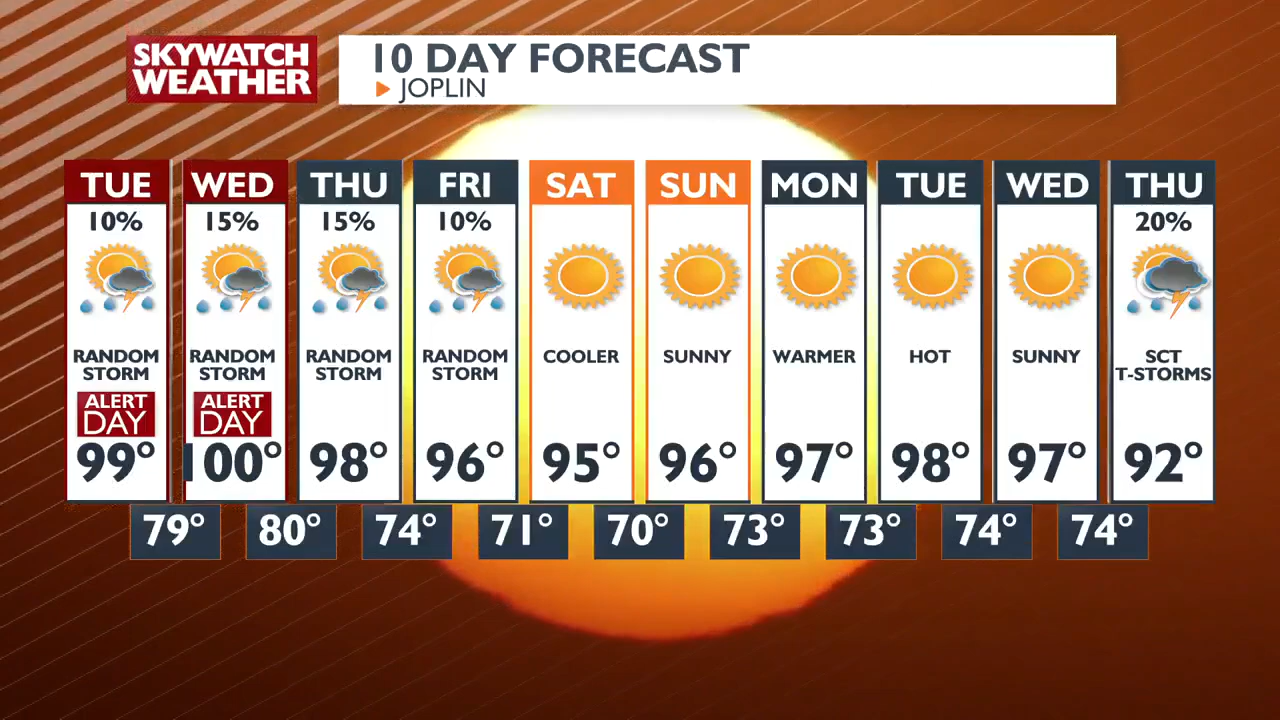 SKYWATCH
WEATHER
10 DAY FORECAST
JOPLIN
TUE
10%
RANDOM
STORM
ALERT
DAY
99°
WED
15%
RANDOM
STORM
ALERT
DAY
100°
THU
15%
RANDOM
STORM
98°
FRI
10%
RANDOM
STORM
96°
SAT
COOLER
95°
SUN
SUNNY
96°
MON
WARMER
97°
TUE
HOT
98°
WED
SUNNY
97°
THU
20%
SCT
T-STORMS
92°
79° 80° 74° 71° 70° 73° 73° 74° 74°